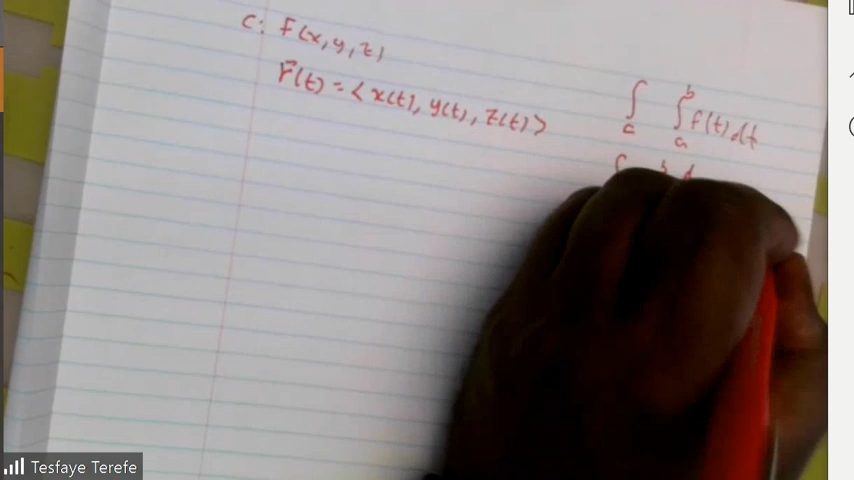 C: F(x,y,z)
r⃗(t) = < x(t), y(t), z(t) >
∫a ∫a^b f(t) dt
∫ b d
Tesfaye Terefe